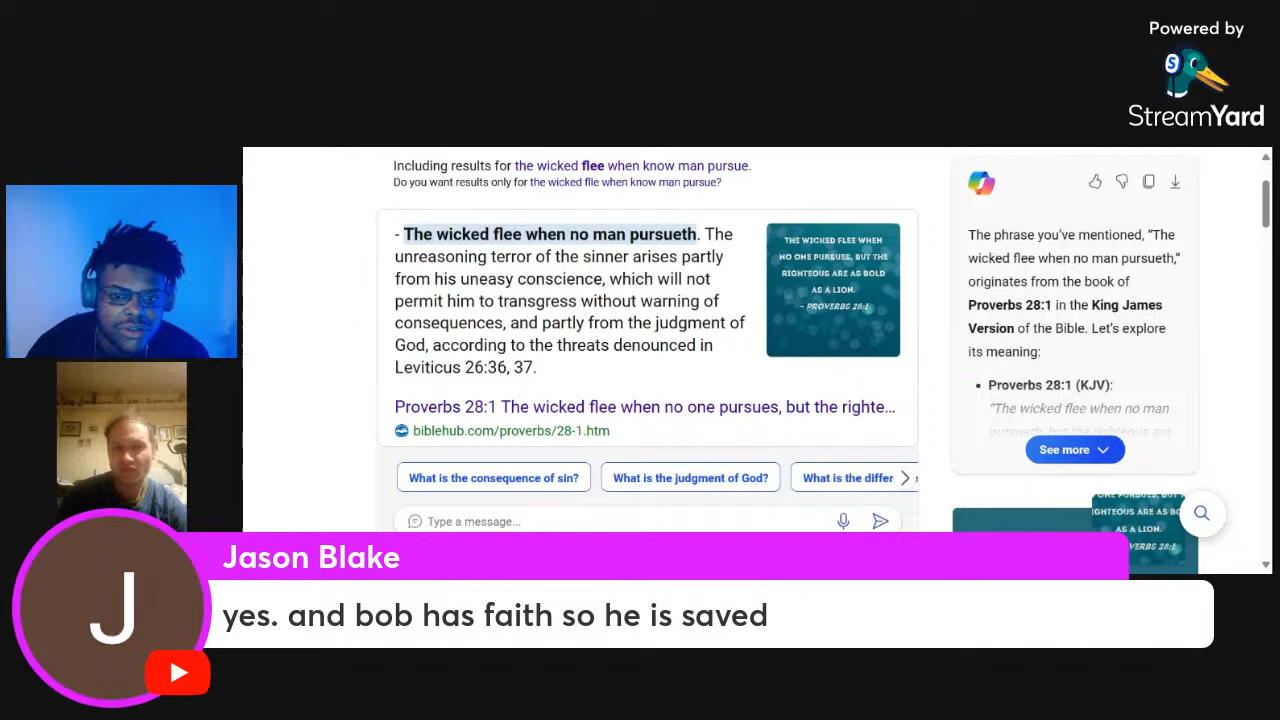 Powered by
S
StreamYard
Including results for the wicked flee when know man pursue.
Do you want results only for the wicked flle when know man pursue?
- The wicked flee when no man pursueth. The
unreasoning terror of the sinner arises partly
from his uneasy conscience, which will not
permit him to transgress without warning of
consequences, and partly from the judgment of
God, according to the threats denounced in
Leviticus 26:36, 37.
THE WICKED FLEE WHEN
NO ONE PURSUES, BUT THE
RIGHTEOUS ARE AS BOLD
AS A LION.
- PROVERBS 28:1
Proverbs 28:1 The wicked flee when no one pursues, but the righte...
biblehub.com/proverbs/28-1.htm
What is the consequence of sin?
What is the judgment of God?
What is the differ
Type a message...
The phrase you've mentioned, "The
wicked flee when no man pursueth,"
originates from the book of
Proverbs 28:1 in the King James
Version of the Bible. Let's explore
its meaning:
• Proverbs 28:1 (KJV):
"The wicked flee when no man
pursueth, but the righteous are
See more
AS A LION.
Jason Blake
J
yes. and bob has faith so he is saved